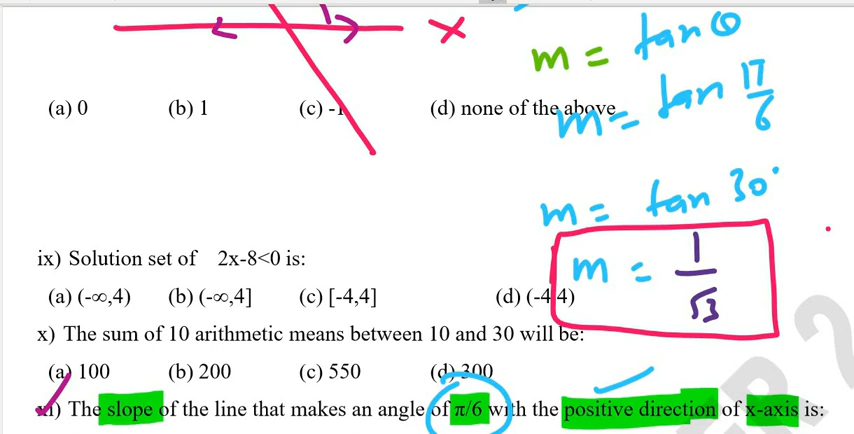 x
m = tan θ
(a) 0 (b) 1 (c) -1 (d) none of the above
m = tan π/6
m = tan 30°
ix) Solution set of 2x-8<0 is:
m = 1/√3
(a) (-∞,4) (b) (-∞,4] (c) [-4,4] (d) (-4,4)
x) The sum of 10 arithmetic means between 10 and 30 will be:
(a) 100 (b) 200 (c) 550 (d) 300
xi) The slope of the line that makes an angle of π/6 with the positive direction of x-axis is: